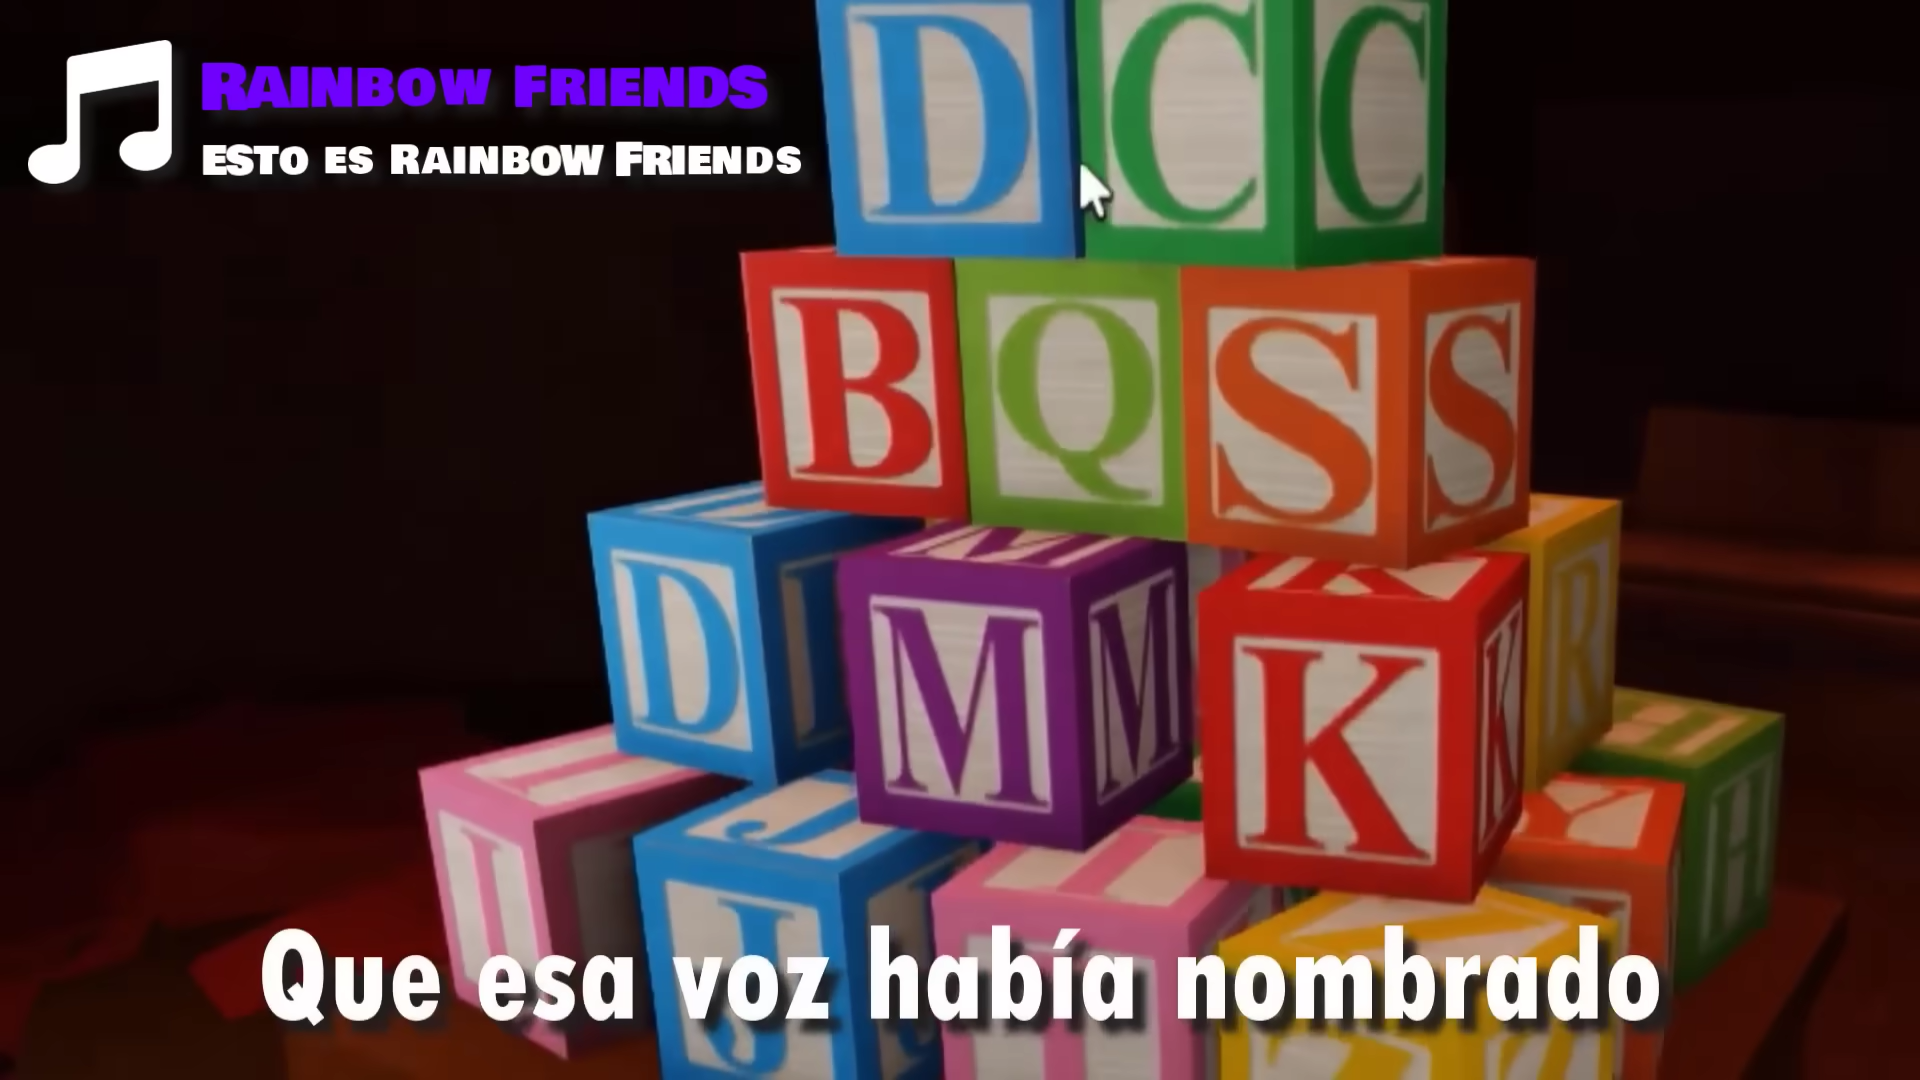 Rainbow Friends
esto es Rainbow Friends
D C C
B Q S S
D M M K K R
I J Y H
J
Que esa voz había nombrado